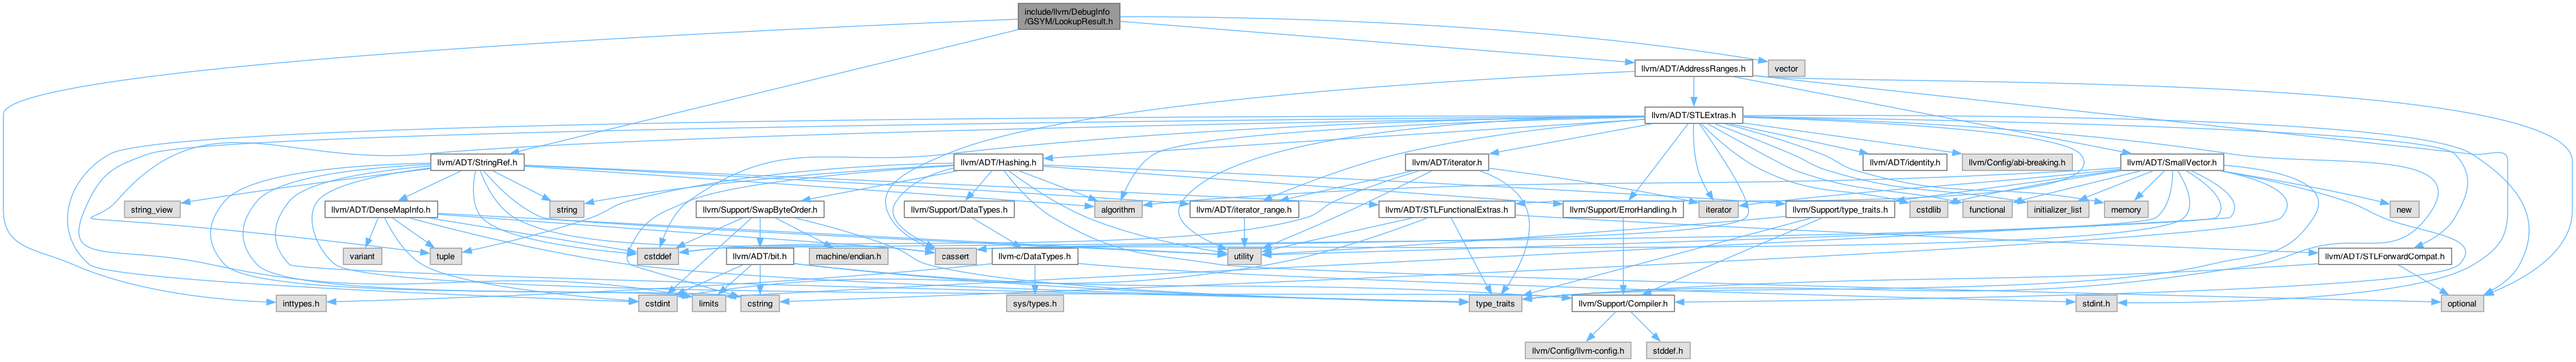 include/llvm/DebugInfo
/GSYM/LookupResult.h
vector
llvm/ADT/AddressRanges.h
llvm/ADT/STLExtras.h
llvm/ADT/StringRef.h
llvm/ADT/Hashing.h
llvm/ADT/iterator.h
llvm/ADT/identity.h
llvm/Config/abi-breaking.h
llvm/ADT/SmallVector.h
string_view
llvm/ADT/DenseMapInfo.h
string
llvm/Support/SwapByteOrder.h
llvm/Support/DataTypes.h
algorithm
llvm/ADT/iterator_range.h
llvm/ADT/STLFunctionalExtras.h
llvm/Support/ErrorHandling.h
iterator
llvm/Support/type_traits.h
cstdlib
functional
initializer_list
memory
new
variant
tuple
cstddef
llvm/ADT/bit.h
machine/endian.h
cassert
llvm-c/DataTypes.h
utility
llvm/ADT/STLForwardCompat.h
inttypes.h
cstdint
limits
cstring
sys/types.h
type_traits
llvm/Support/Compiler.h
stdint.h
optional
llvm/Config/llvm-config.h
stddef.h